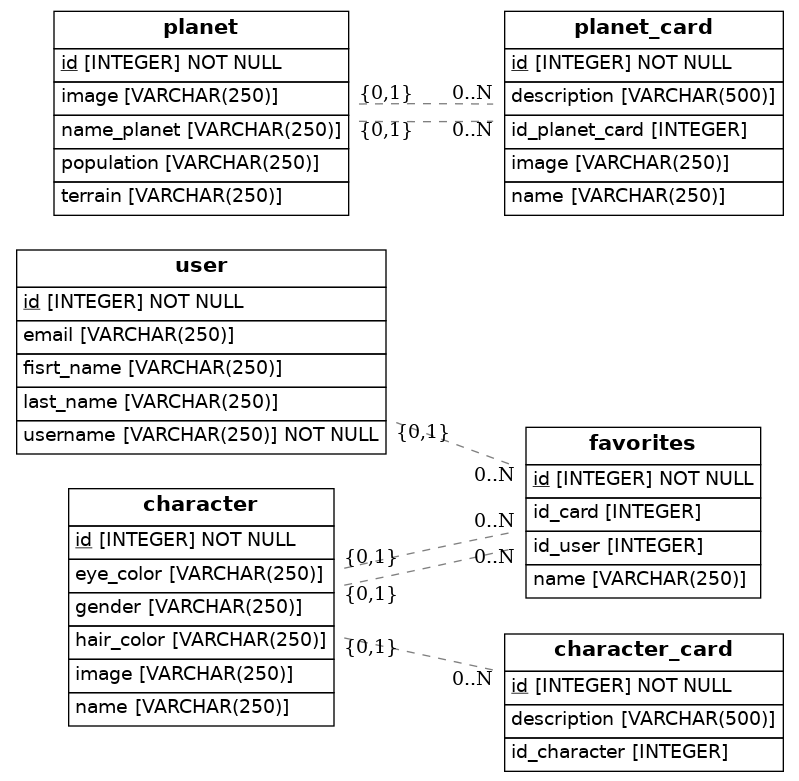 planet
id [INTEGER] NOT NULL
image [VARCHAR(250)]
name_planet [VARCHAR(250)]
population [VARCHAR(250)]
terrain [VARCHAR(250)]
{0,1} 0..N
{0,1} 0..N
planet_card
id [INTEGER] NOT NULL
description [VARCHAR(500)]
id_planet_card [INTEGER]
image [VARCHAR(250)]
name [VARCHAR(250)]
user
id [INTEGER] NOT NULL
email [VARCHAR(250)]
fisrt_name [VARCHAR(250)]
last_name [VARCHAR(250)]
username [VARCHAR(250)] NOT NULL
{0,1}
0..N
favorites
id [INTEGER] NOT NULL
id_card [INTEGER]
id_user [INTEGER]
name [VARCHAR(250)]
character
id [INTEGER] NOT NULL
eye_color [VARCHAR(250)]
gender [VARCHAR(250)]
hair_color [VARCHAR(250)]
image [VARCHAR(250)]
name [VARCHAR(250)]
0..N
{0,1} 0..N
{0,1}
{0,1}
0..N
character_card
id [INTEGER] NOT NULL
description [VARCHAR(500)]
id_character [INTEGER]